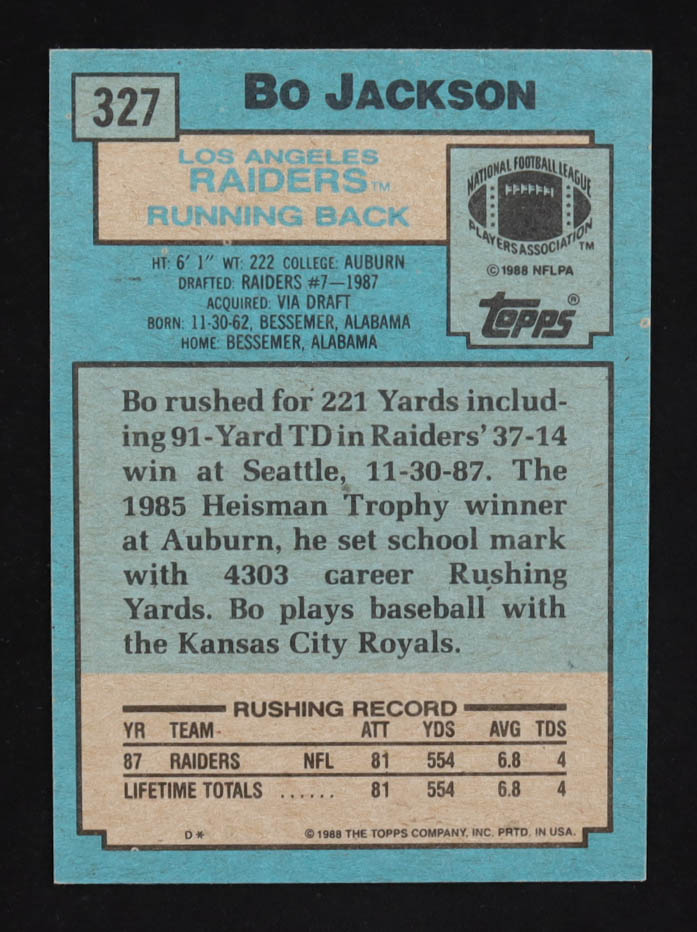 327
BO JACKSON
LOS ANGELES
RAIDERS™
RUNNING BACK
NATIONAL FOOTBALL LEAGUE
PLAYERS ASSOCIATION™
© 1988 NFLPA
topps®
HT: 6' 1" WT: 222 COLLEGE: AUBURN
DRAFTED: RAIDERS #7—1987
ACQUIRED: VIA DRAFT
BORN: 11-30-62, BESSEMER, ALABAMA
HOME: BESSEMER, ALABAMA
Bo rushed for 221 Yards includ-
ing 91-Yard TD in Raiders' 37-14
win at Seattle, 11-30-87. The
1985 Heisman Trophy winner
at Auburn, he set school mark
with 4303 career Rushing
Yards. Bo plays baseball with
the Kansas City Royals.
RUSHING RECORD
YR TEAM ATT YDS AVG TDS
87 RAIDERS NFL 81 554 6.8 4
LIFETIME TOTALS ...... 81 554 6.8 4
D* © 1988 THE TOPPS COMPANY, INC. PRTD. IN USA.